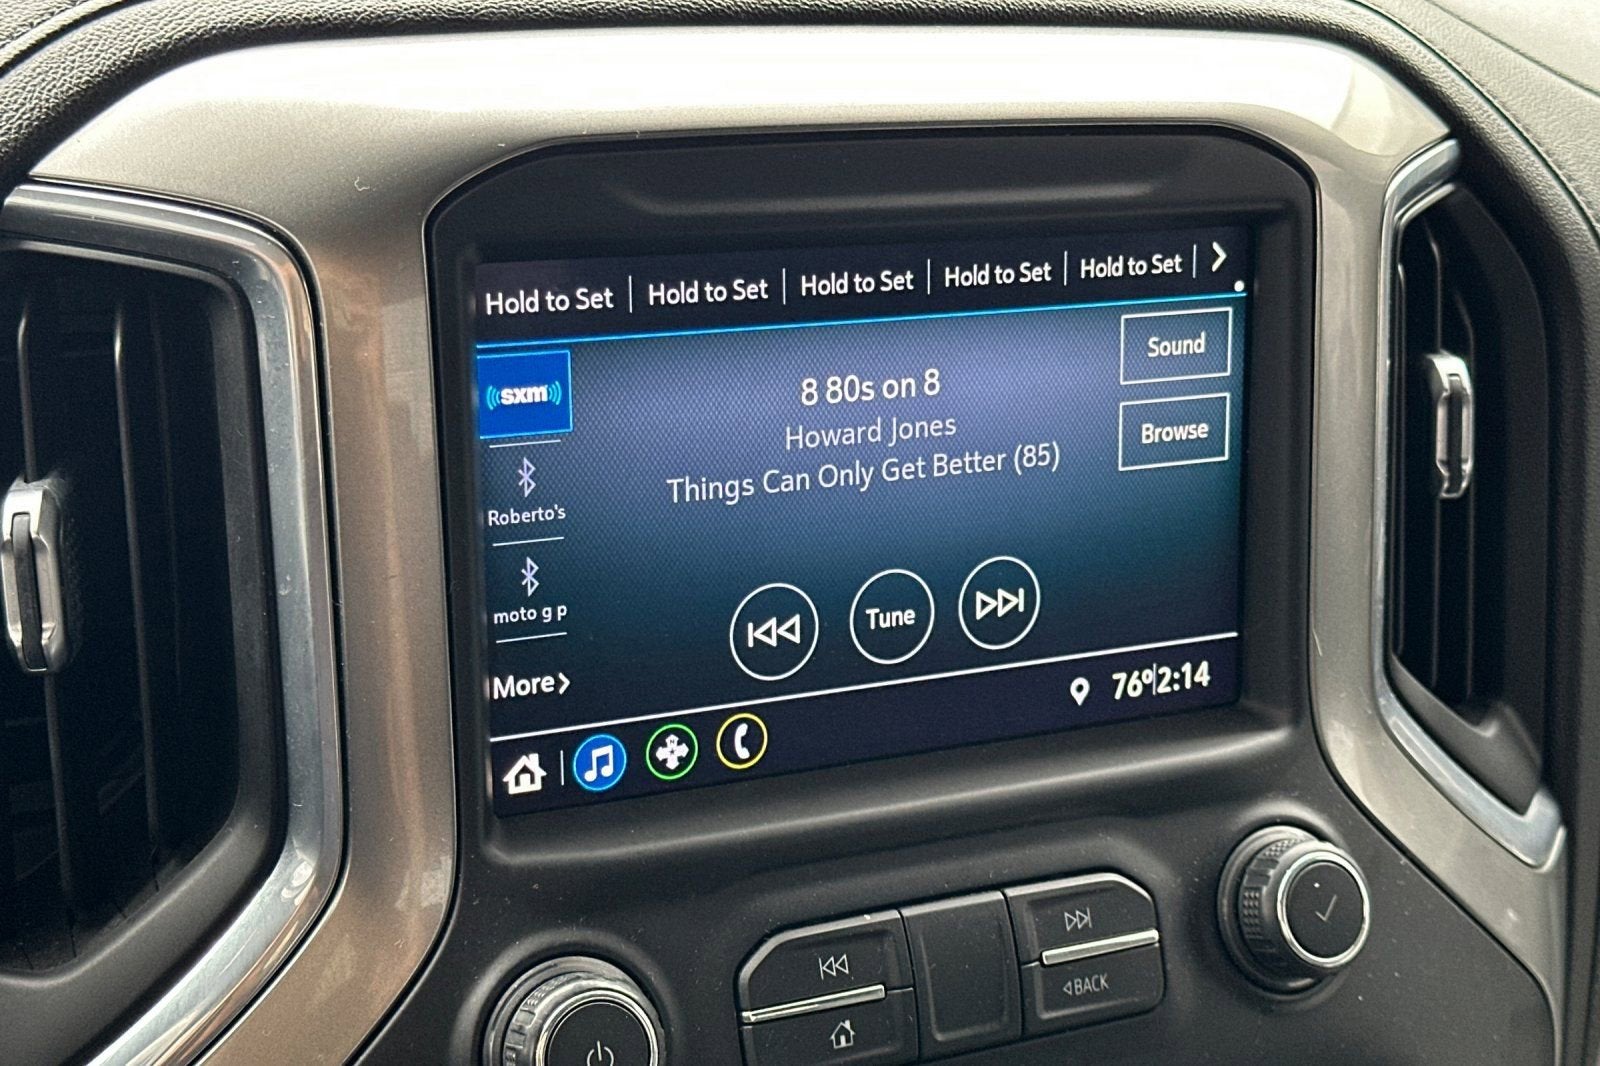 Hold to Set | Hold to Set | Hold to Set | Hold to Set | Hold to Set |
sxm
8 80s on 8
Howard Jones
Things Can Only Get Better (85)
Sound
Browse
Roberto's
moto g p
More
Tune
76° 2:14
BACK